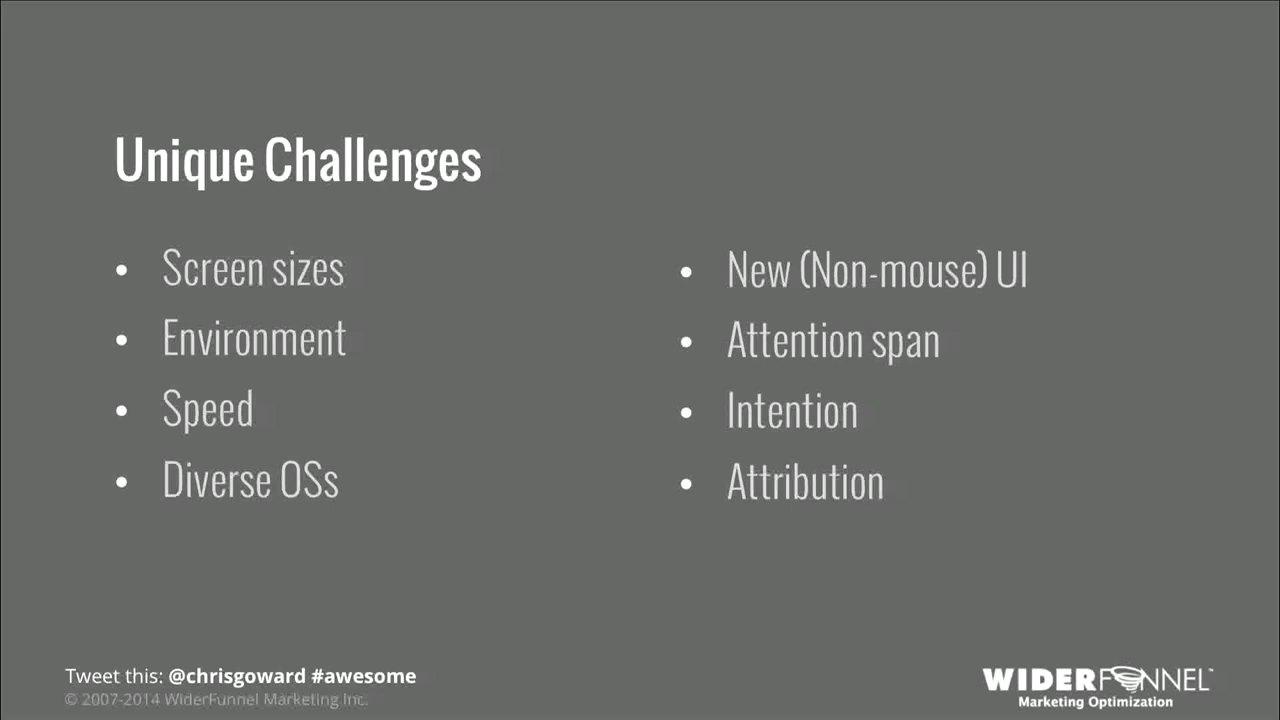 Unique Challenges
• Screen sizes
• Environment
• Speed
• Diverse OSs
• New (Non-mouse) UI
• Attention span
• Intention
• Attribution
Tweet this: @chrisgoward #awesome
© 2007-2014 WiderFunnel Marketing Inc.
WIDERFUNNEL™
Marketing Optimization